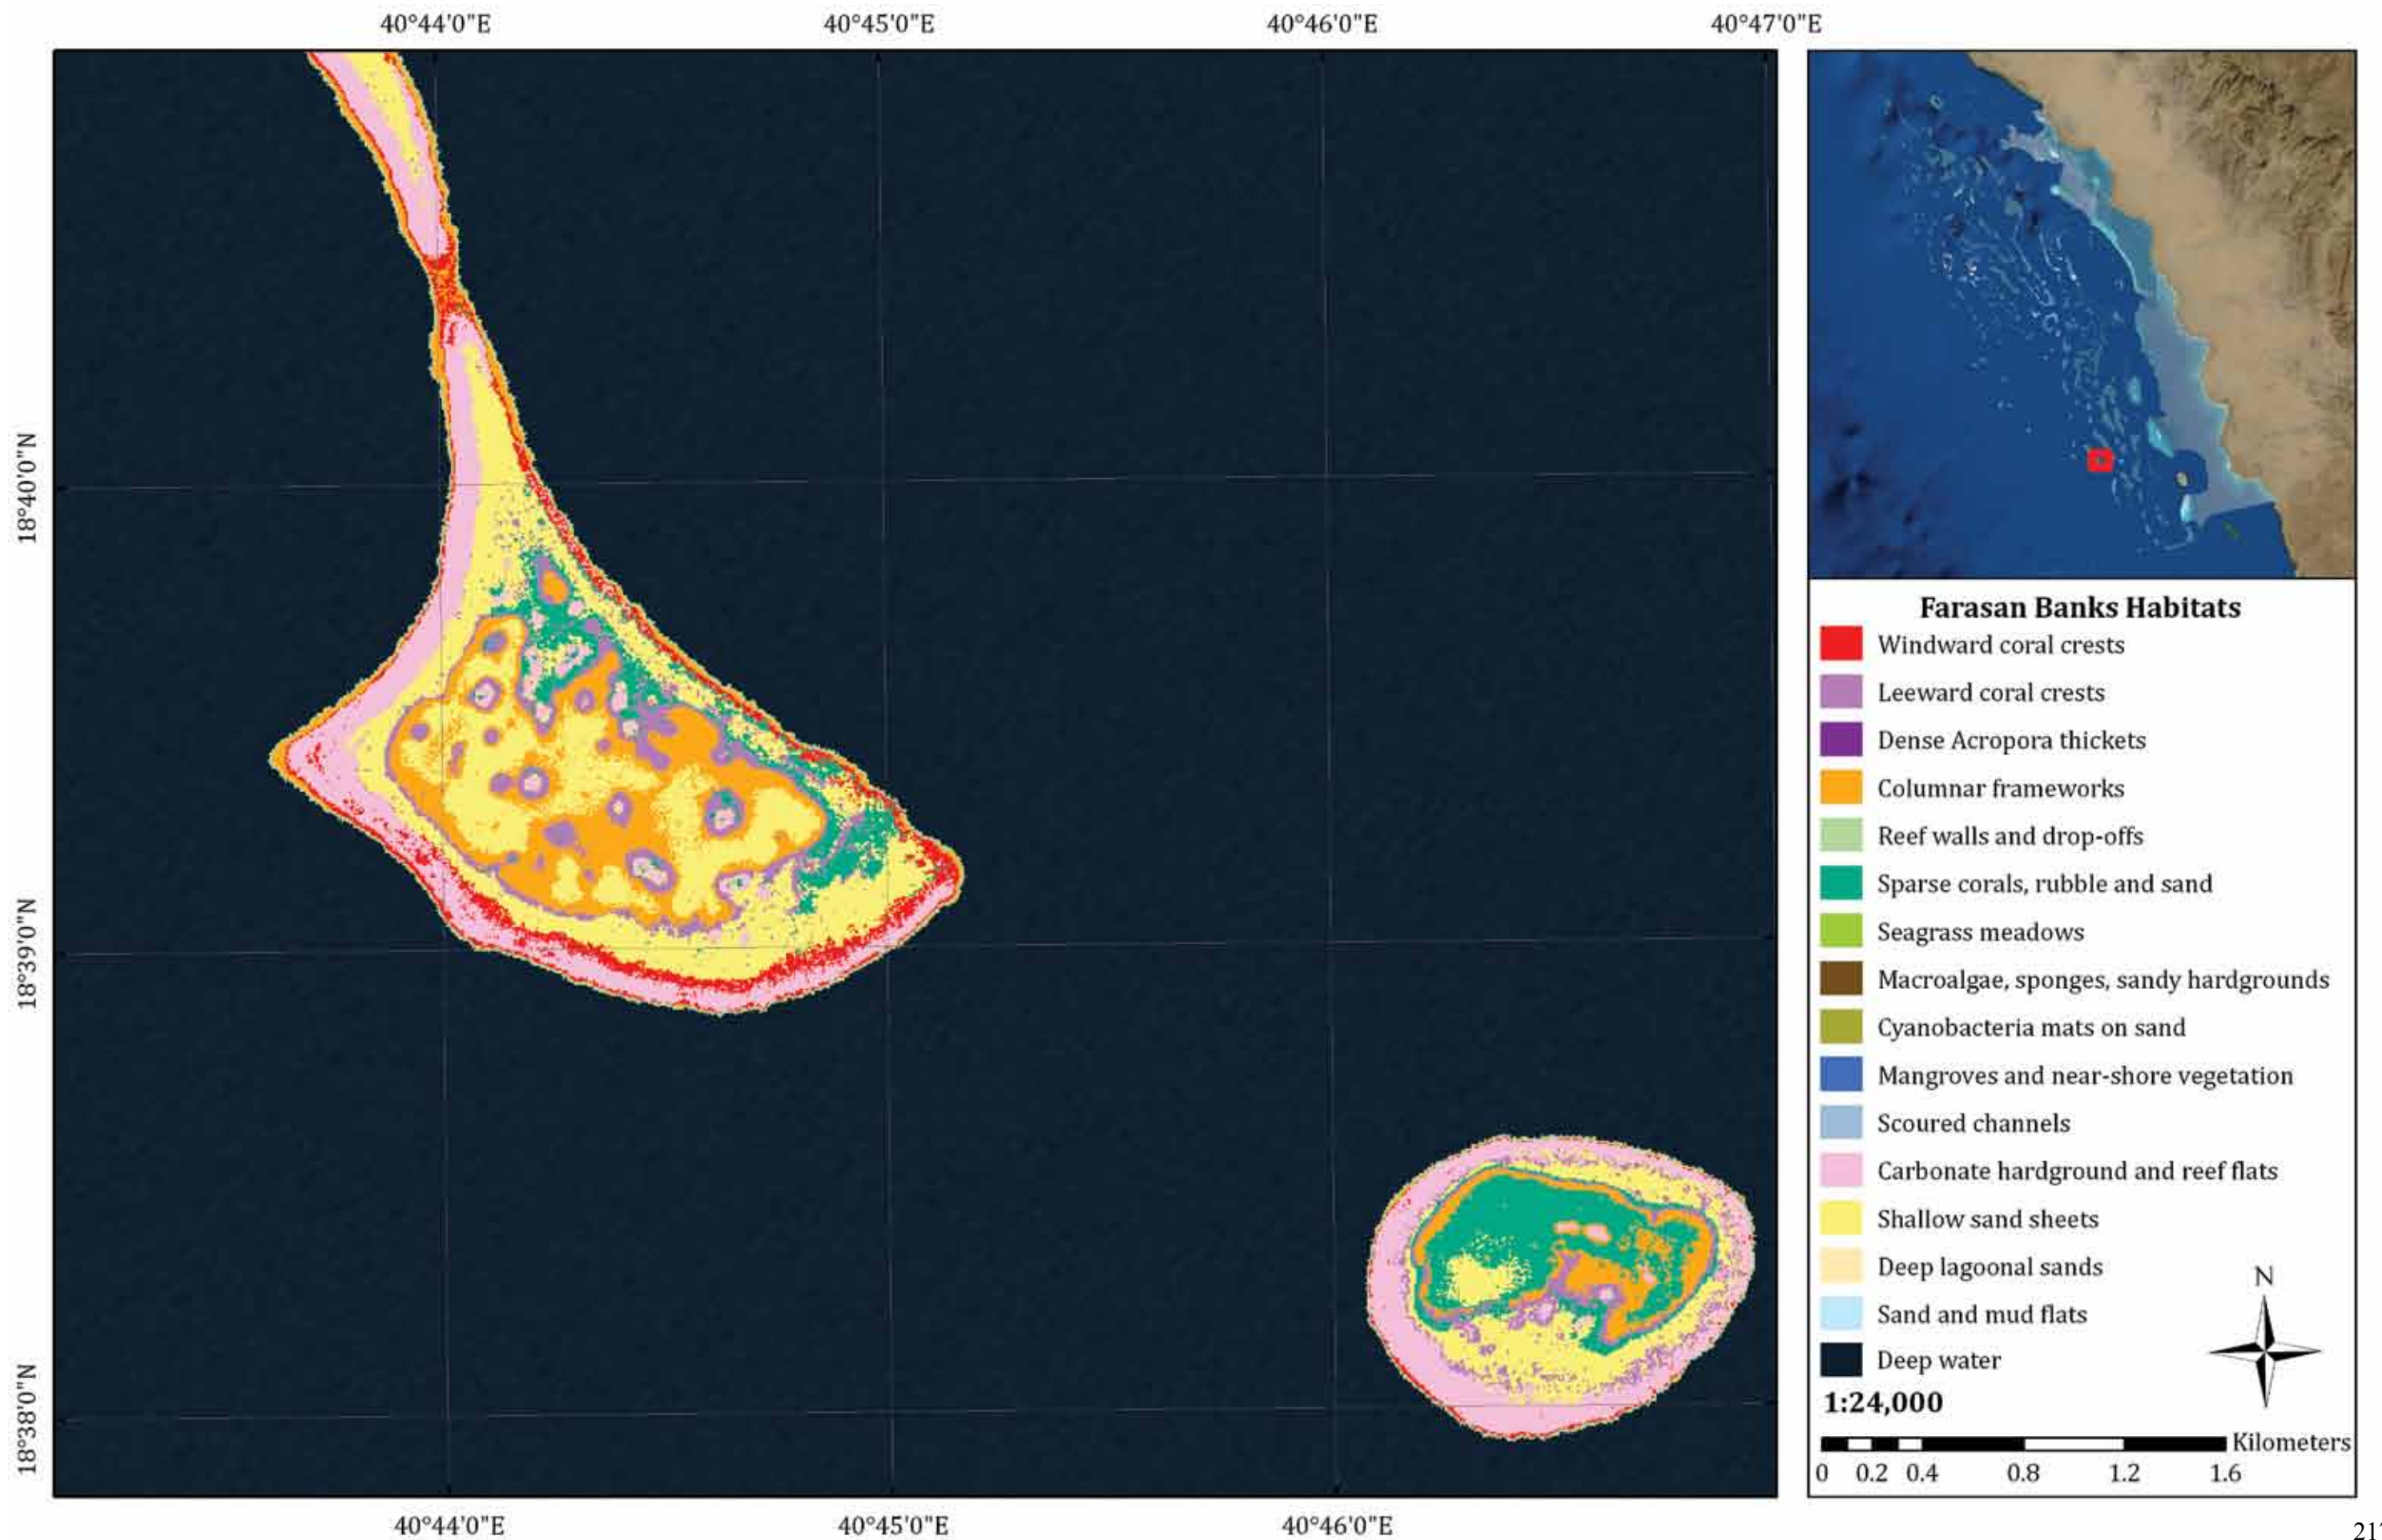 40°44'0"E 40°45'0"E 40°46'0"E 40°47'0"E
18°40'0"N
18°39'0"N
18°38'0"N
40°44'0"E 40°45'0"E 40°46'0"E
Farasan Banks Habitats
Windward coral crests
Leeward coral crests
Dense Acropora thickets
Columnar frameworks
Reef walls and drop-offs
Sparse corals, rubble and sand
Seagrass meadows
Macroalgae, sponges, sandy hardgrounds
Cyanobacteria mats on sand
Mangroves and near-shore vegetation
Scoured channels
Carbonate hardground and reef flats
Shallow sand sheets
Deep lagoonal sands
Sand and mud flats
Deep water
N
1:24,000
Kilometers
0 0.2 0.4 0.8 1.2 1.6